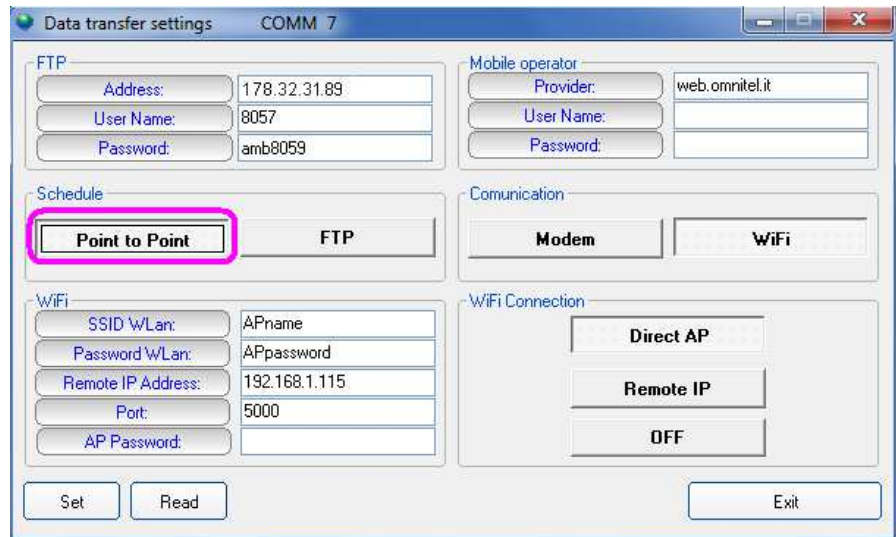 Data transfer settings COMM 7
FTP
Address: 178.32.31.89
User Name: 8057
Password: amb8059
Mobile operator
Provider: web.omnitel.it
User Name:
Password:
Schedule
Point to Point FTP
Comunication
Modem WiFi
WiFi
SSID WLan: APname
Password WLan: APpassword
Remote IP Address: 192.168.1.115
Port: 5000
AP Password:
WiFi Connection
Direct AP
Remote IP
OFF
Set Read Exit